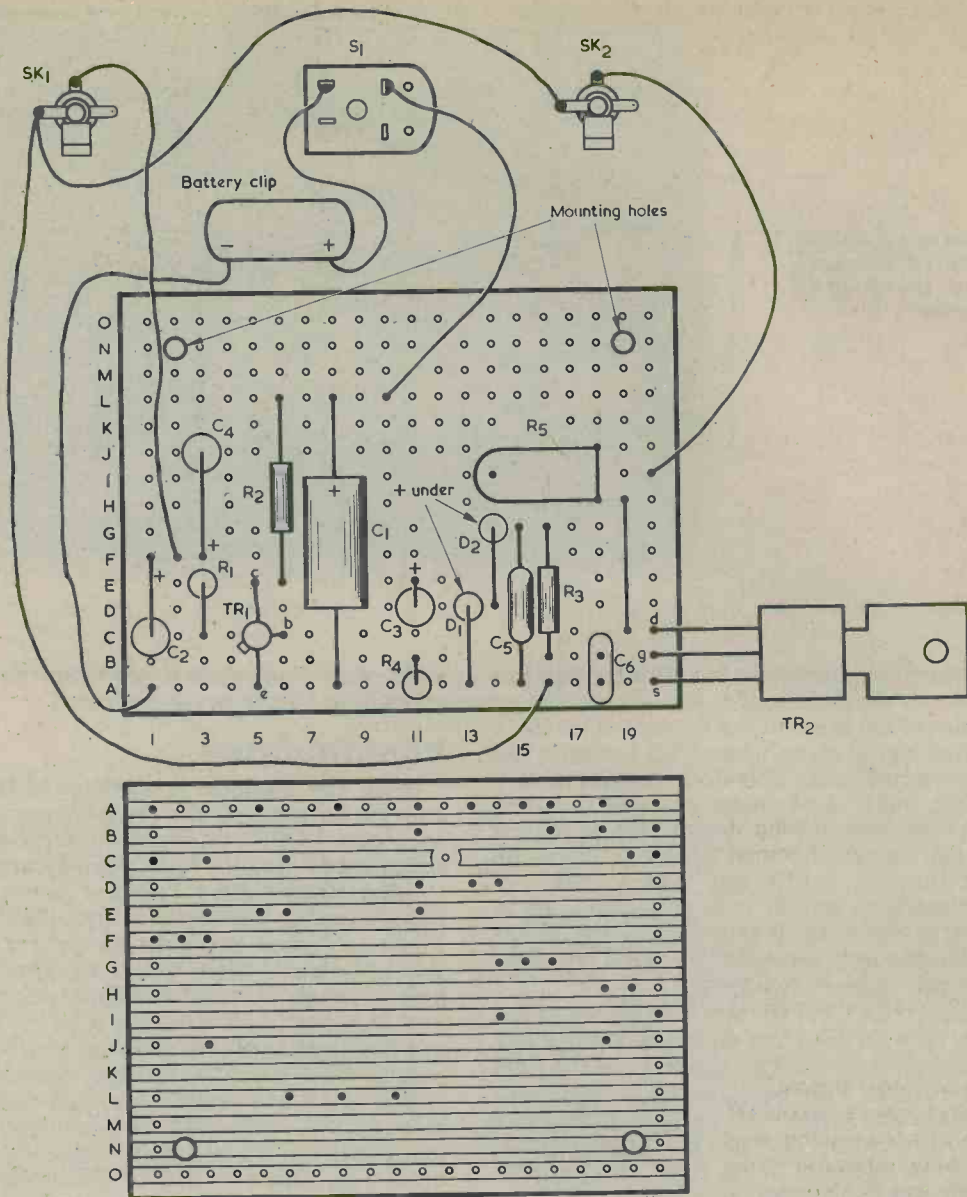 SK1
S1
SK2
Battery clip
- +
Mounting holes
O
N
M
L
K
J
I
H
G
F
E
D
C
B
A
C4
R5
R2
+
+ under
C1
D2
+
+
R1
c
+
D1
R3
TR1
b
C3
d
C2
C5
C6
g
R4
e
s
TR2
1 3 5 7 9 11 13 15 17 19
A
B
C
D
E
F
G
H
I
J
K
L
M
N
O